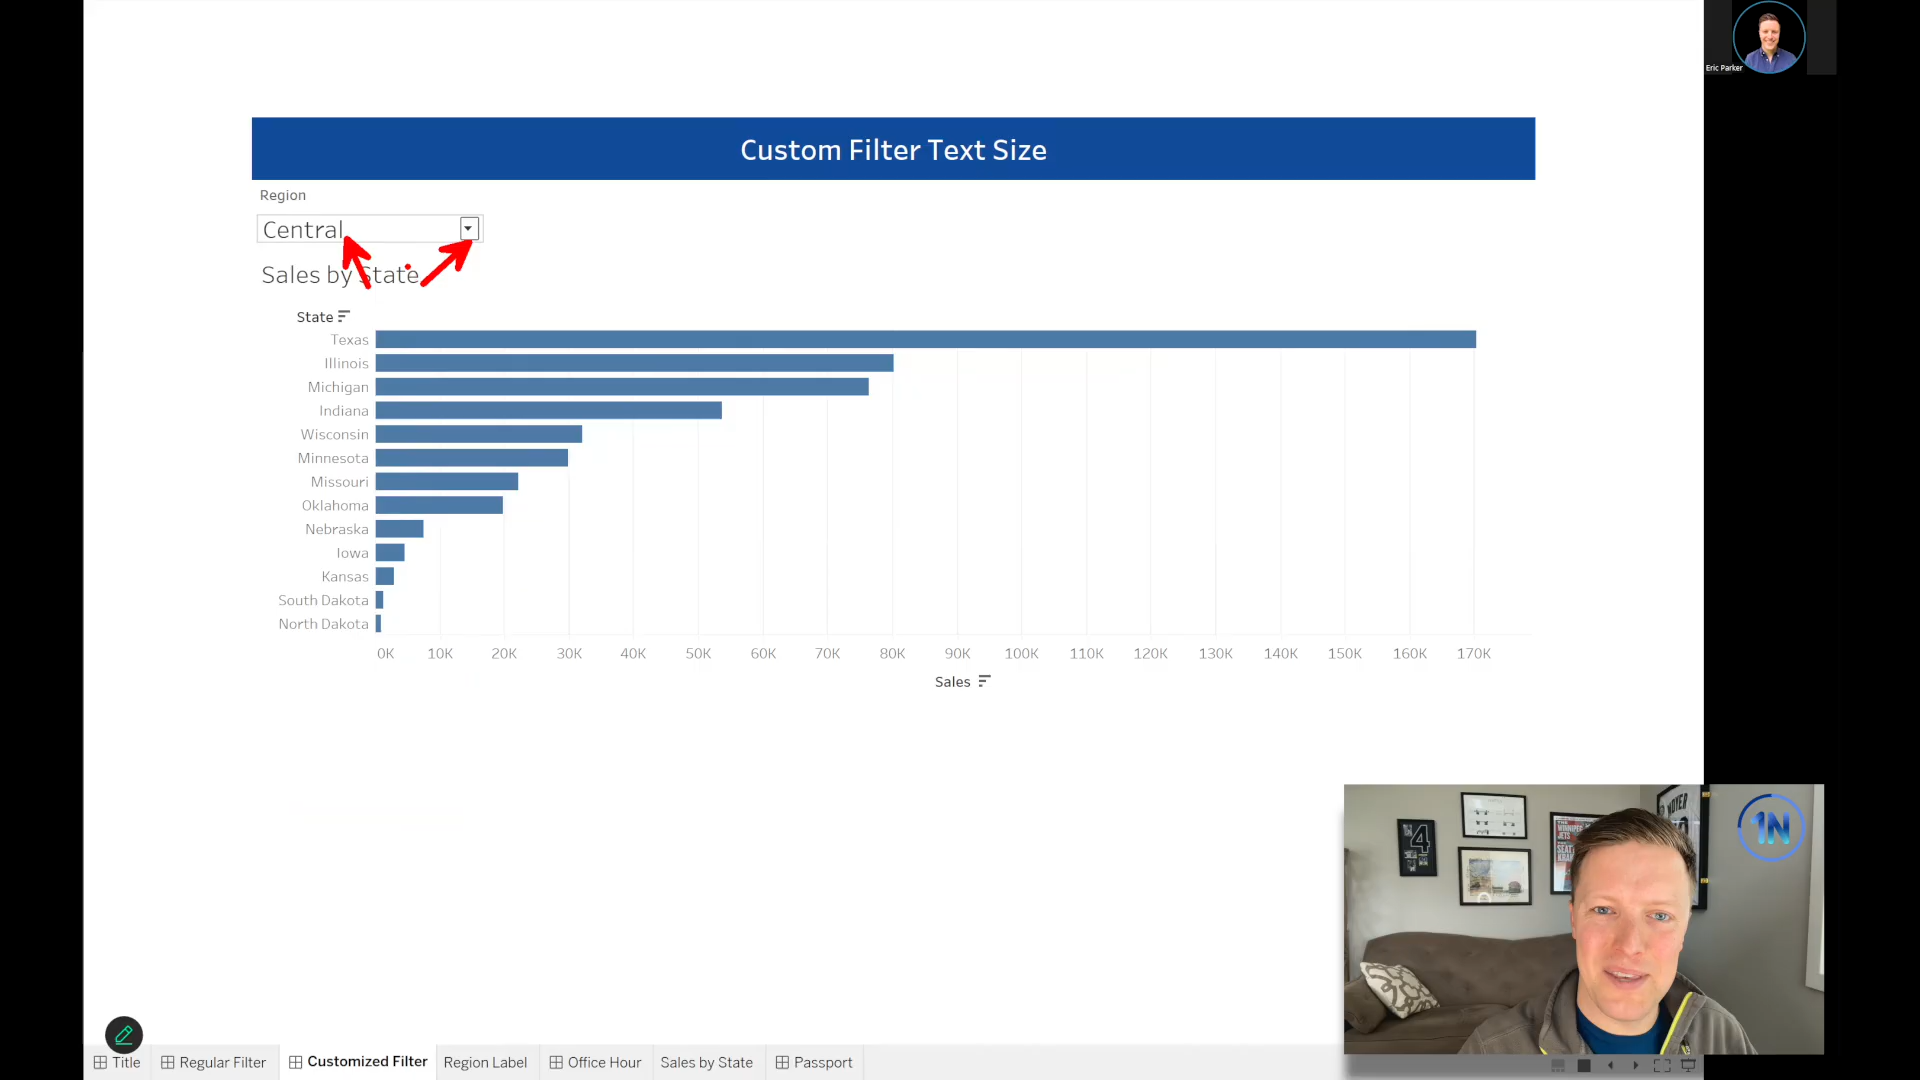 Eric Parker
Custom Filter Text Size
Region
Central
Sales by State
State
Texas
Illinois
Michigan
Indiana
Wisconsin
Minnesota
Missouri
Oklahoma
Nebraska
Iowa
Kansas
South Dakota
North Dakota
0K 10K 20K 30K 40K 50K 60K 70K 80K 90K 100K 110K 120K 130K 140K 150K 160K 170K
Sales
1N
4
Title Regular Filter Customized Filter Region Label Office Hour Sales by State Passport